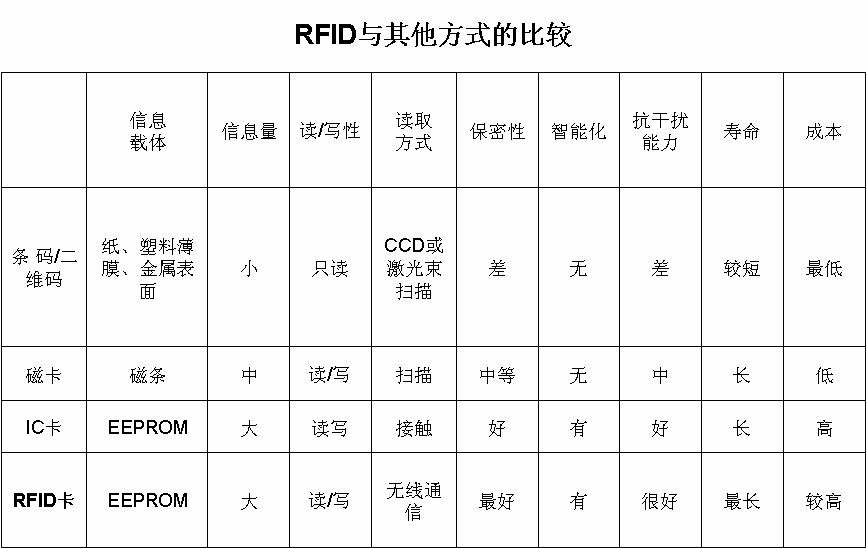 RFID与其他方式的比较
信息
载体
信息量
读/写性
读取
方式
保密性
智能化
抗干扰
能力
寿命
成本
条 码/二
维码
纸、塑料薄
膜、金属表
面
小
只读
CCD或
激光束
扫描
差
无
差
较短
最低
磁卡
磁条
中
读/写
扫描
中等
无
中
长
低
IC卡
EEPROM
大
读写
接触
好
有
好
长
高
RFID卡
EEPROM
大
读/写
无线通
信
最好
有
很好
最长
较高